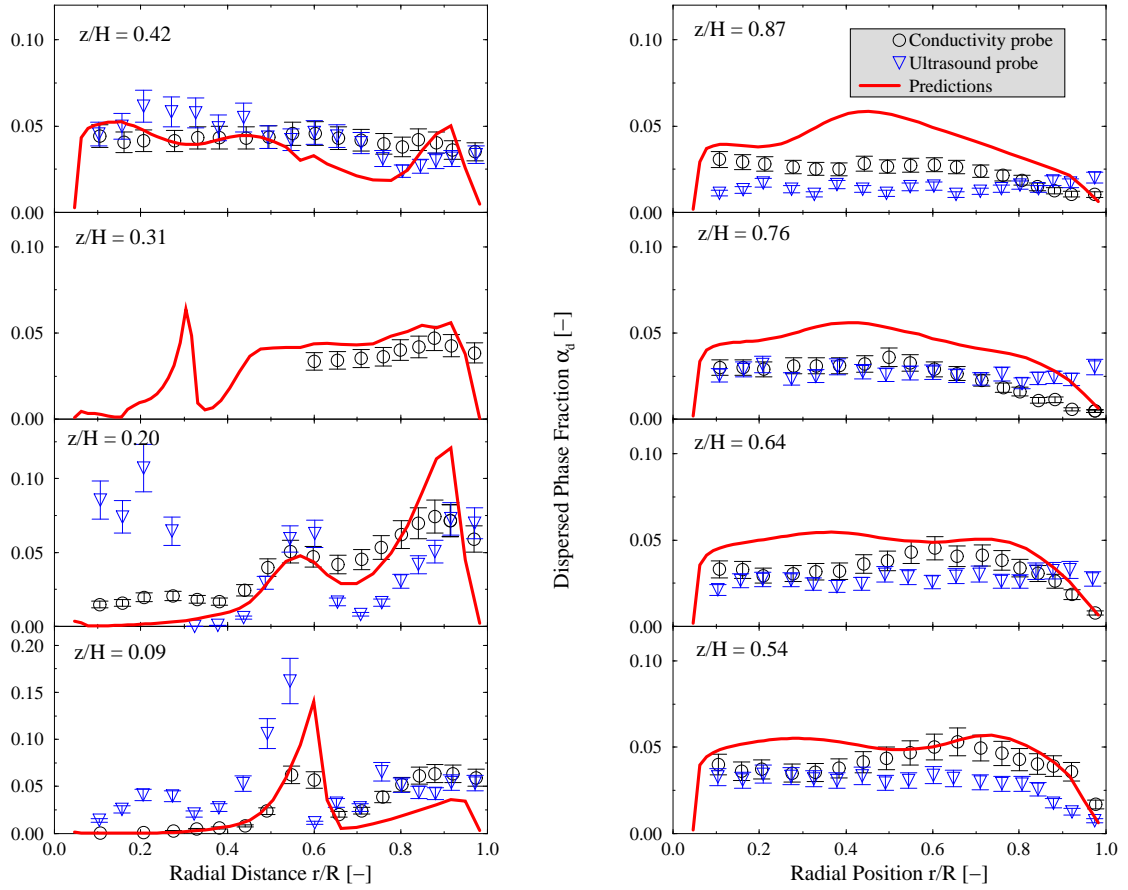 z/H = 0.42
0.10
0.05
0.00
z/H = 0.31
0.10
0.05
0.00
z/H = 0.20
0.10
0.05
0.00
z/H = 0.09
0.20
0.15
0.10
0.05
0.00
0.0 0.2 0.4 0.6 0.8 1.0
Radial Distance r/R [−]
Dispersed Phase Fraction α_d [−]
z/H = 0.87
Conductivity probe
Ultrasound probe
Predictions
0.10
0.05
0.00
z/H = 0.76
0.10
0.05
0.00
z/H = 0.64
0.10
0.05
0.00
z/H = 0.54
0.10
0.05
0.00
0.0 0.2 0.4 0.6 0.8 1.0
Radial Position r/R [−]